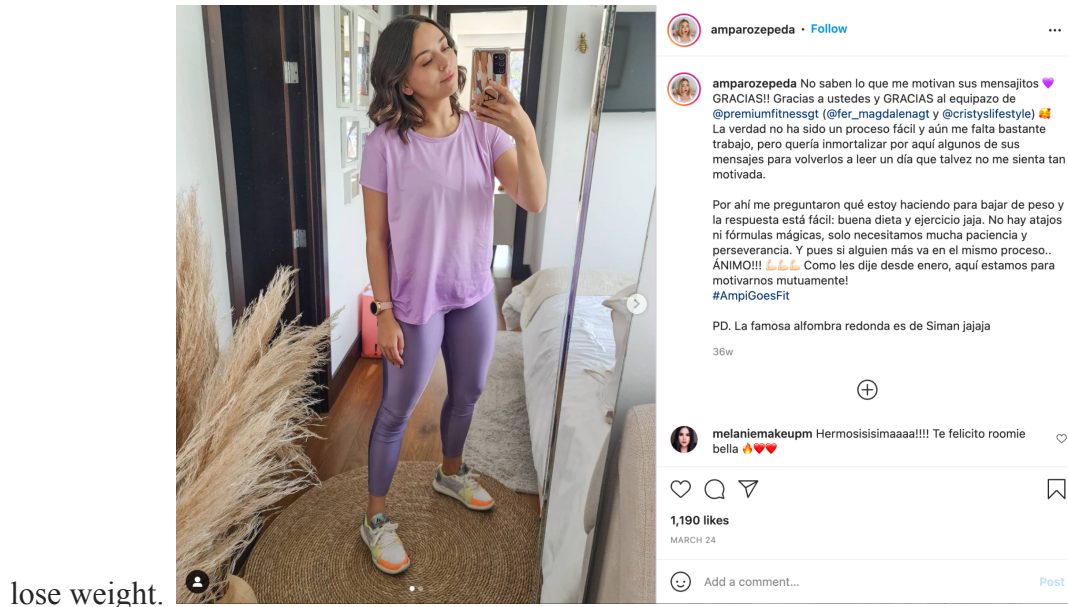 amparozepeda • Follow
amparozepeda No saben lo que me motivan sus mensajitos 💜
GRACIAS!! Gracias a ustedes y GRACIAS al equipazo de
@premiumfitnessgt (@fer_magdalenagt y @cristyslifestyle) 🥰
La verdad no ha sido un proceso fácil y aún me falta bastante
trabajo, pero quería inmortalizar por aquí algunos de sus
mensajes para volverlos a leer un día que talvez no me sienta tan
motivada.
Por ahí me preguntaron qué estoy haciendo para bajar de peso y
la respuesta está fácil: buena dieta y ejercicio jaja. No hay atajos
ni fórmulas mágicas, solo necesitamos mucha paciencia y
perseverancia. Y pues si alguien más va en el mismo proceso..
ÁNIMO!!! 💪🏻💪🏻💪🏻 Como les dije desde enero, aquí estamos para
motivarnos mutuamente!
#AmpiGoesFit
PD. La famosa alfombra redonda es de Siman jajaja
36w
melaniemakeupm Hermosisisimaaaa!!!! Te felicito roomie
bella 🔥❤️❤️
1,190 likes
MARCH 24
Add a comment... Post
lose weight.